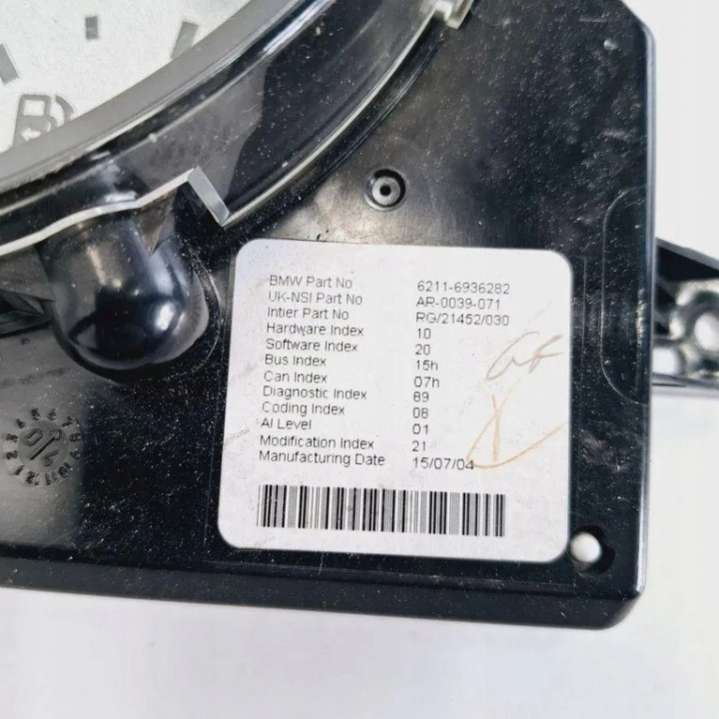 BMW Part No 6211-6936282
UK-NSI Part No AR-0039-071
Intier Part No RG/21452/030
Hardware Index 10
Software Index 20
Bus Index 15h
Can Index 07h
Diagnostic Index 89
Coding Index 08
AI Level 01
Modification Index 21
Manufacturing Date 15/07/04